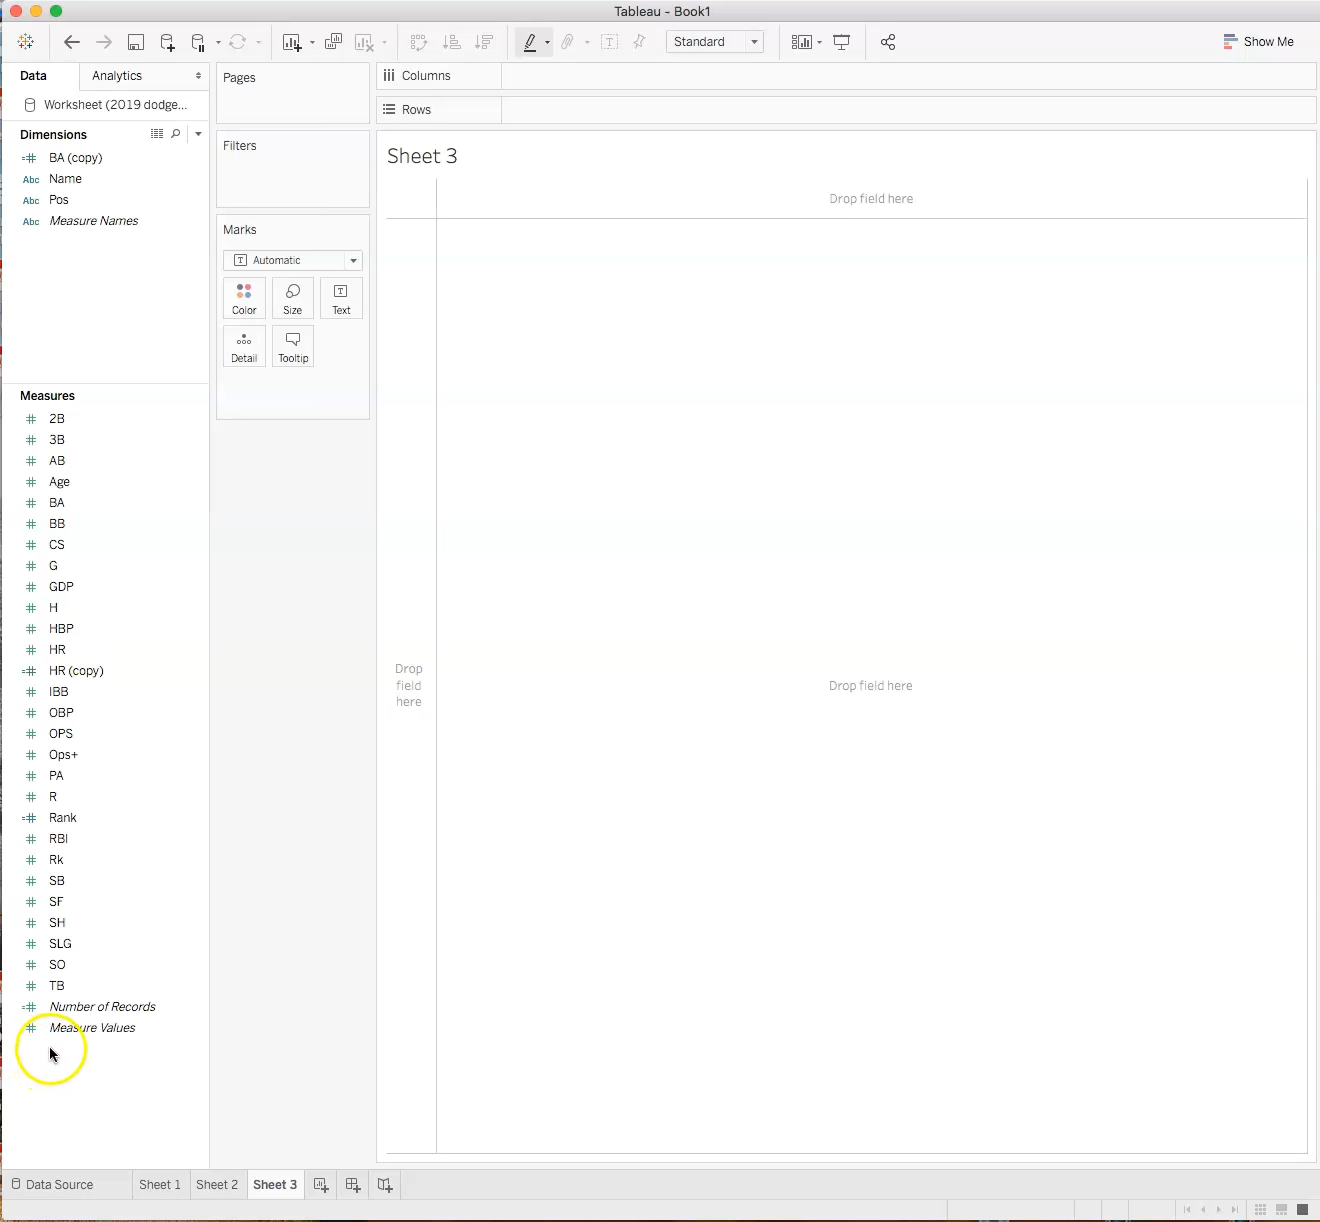 Tableau - Book1
Standard
Show Me
Data
Analytics
Pages
Columns
Worksheet (2019 dodge...
Rows
Dimensions
Filters
BA (copy)
Abc Name
Abc Pos
Abc Measure Names
Sheet 3
Drop field here
Marks
Automatic
Color
Size
Text
Detail
Tooltip
Measures
2B
3B
AB
Age
BA
BB
CS
G
GDP
H
HBP
HR
HR (copy)
IBB
OBP
OPS
Ops+
PA
R
Rank
RBI
Rk
SB
SF
SH
SLG
SO
TB
Number of Records
Measure Values
Drop
field
here
Drop field here
Data Source
Sheet 1
Sheet 2
Sheet 3